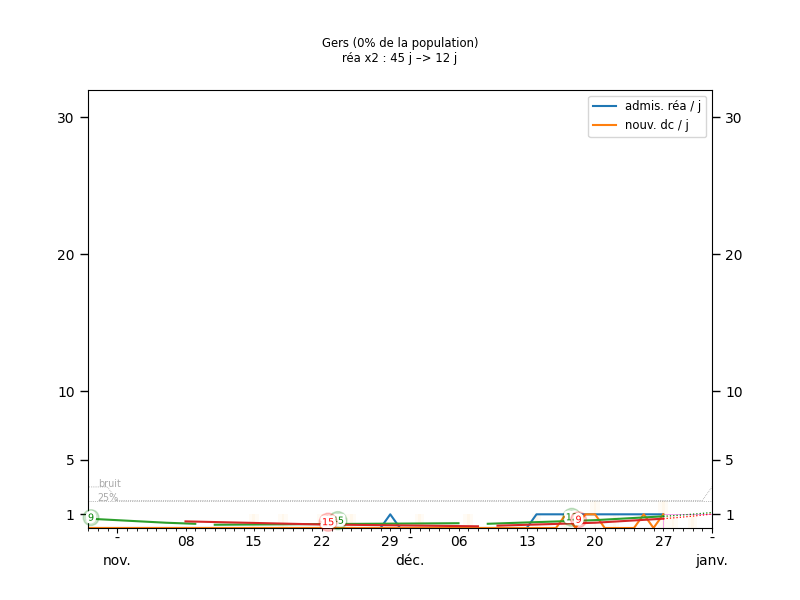 Gers (0% de la population)
réa x2 : 45 j –> 12 j
admis. réa / j
nouv. dc / j
30 30
20 20
10 10
5 5
bruit
25%
1 1
9 15 9
- 08 15 22 29 - 06 13 20 27 -
nov. déc. janv.